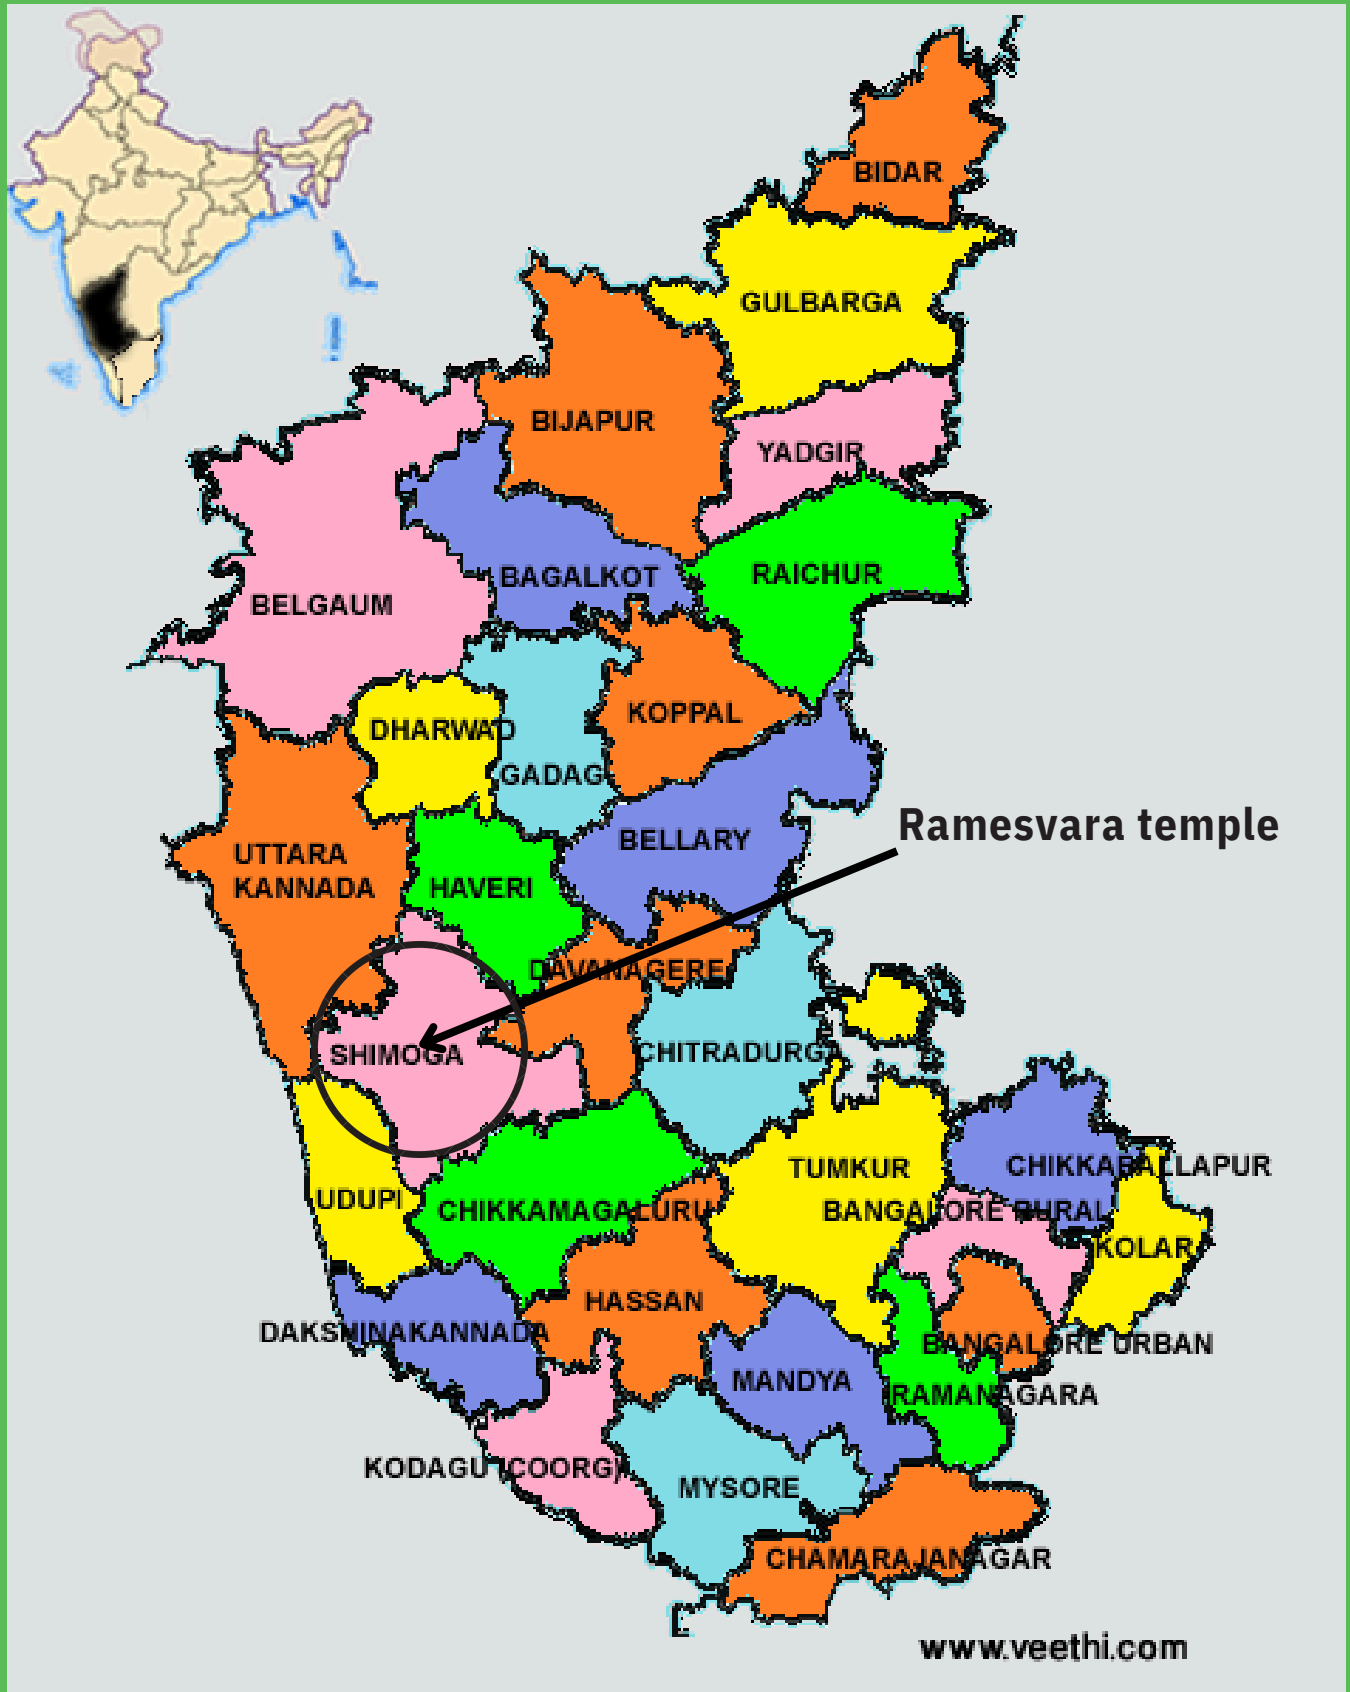 BIDAR
GULBARGA
BIJAPUR
YADGIR
RAICHUR
BAGALKOT
BELGAUM
KOPPAL
DHARWAD
GADAG
Ramesvara temple
BELLARY
UTTARA
KANNADA
HAVERI
DAVANAGERE
SHIMOGA
CHITRADURGA
TUMKUR
CHIKKABALLAPUR
UDUPI
CHIKKAMAGALURU
BANGALORE RURAL
KOLAR
HASSAN
DAKSHINAKANNADA
BANGALORE URBAN
MANDYA
RAMANAGARA
KODAGU (COORG)
MYSORE
CHAMARAJANAGAR
www.veethi.com